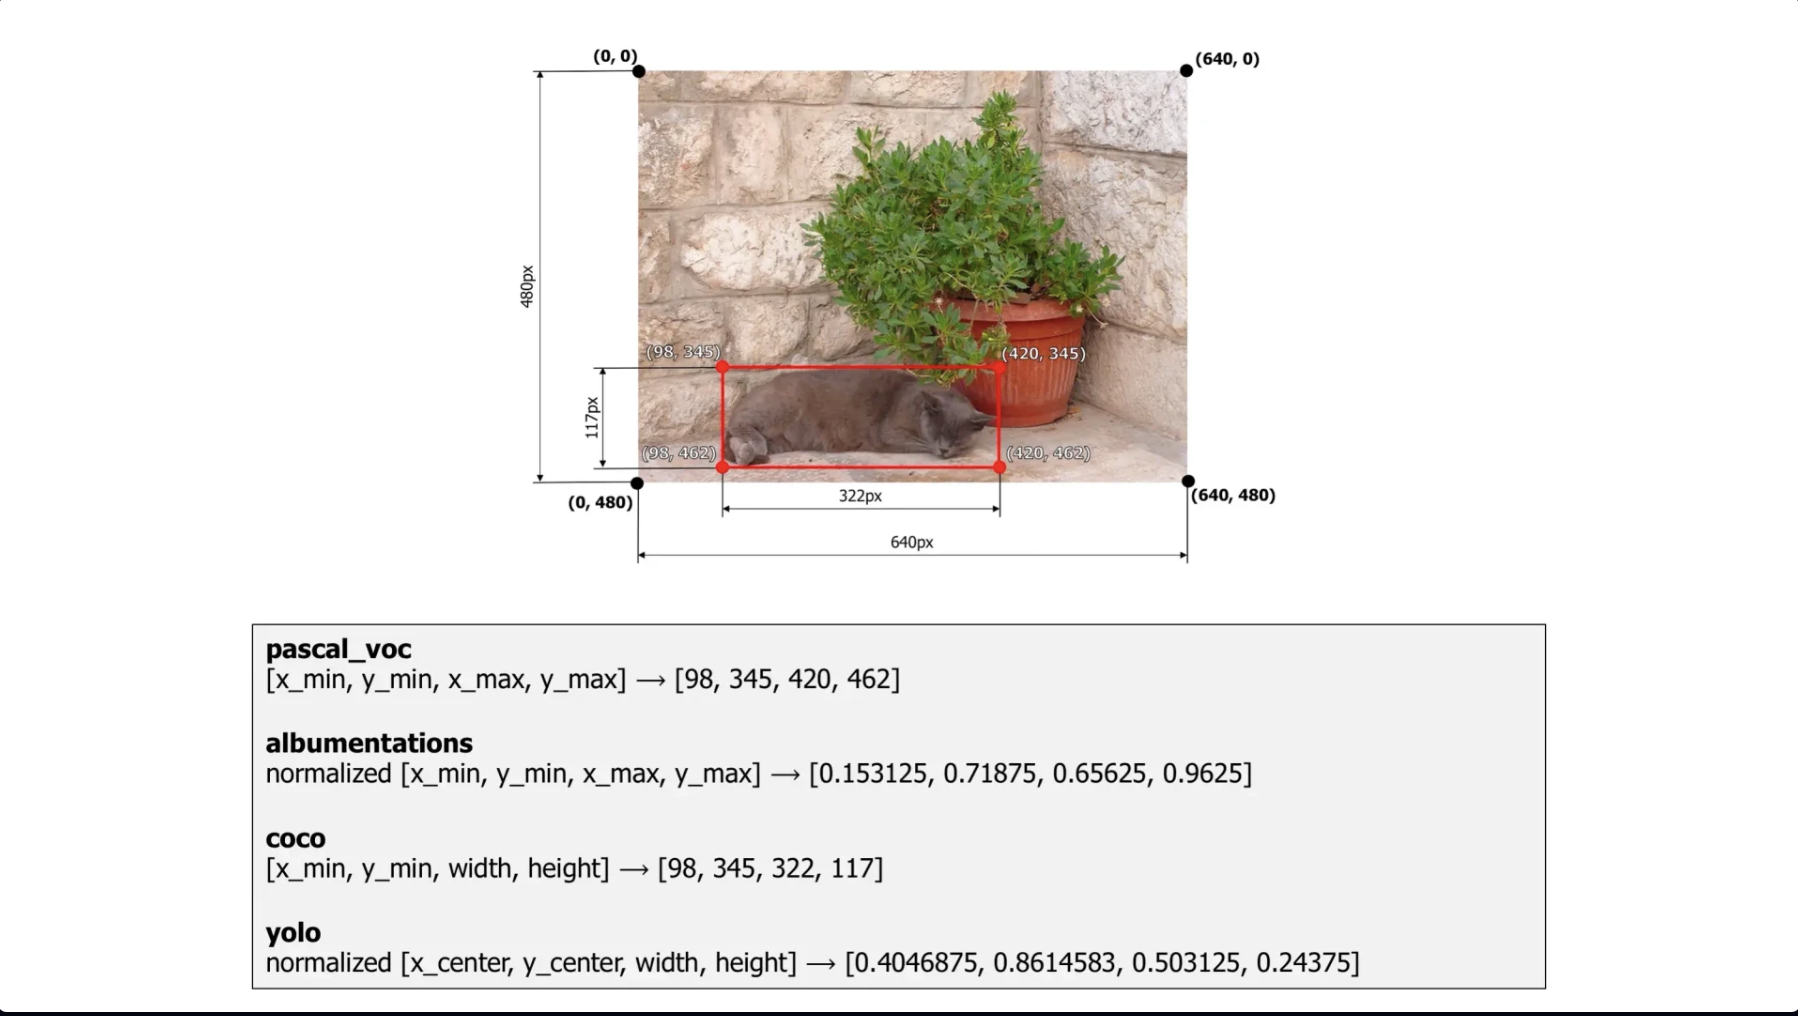 (0, 0)
(640, 0)
480px
(98, 345)
(420, 345)
117px
(98, 462)
(420, 462)
(0, 480)
322px
(640, 480)
640px
pascal_voc
[x_min, y_min, x_max, y_max] ⟶ [98, 345, 420, 462]
albumentations
normalized [x_min, y_min, x_max, y_max] ⟶ [0.153125, 0.71875, 0.65625, 0.9625]
coco
[x_min, y_min, width, height] ⟶ [98, 345, 322, 117]
yolo
normalized [x_center, y_center, width, height] ⟶ [0.4046875, 0.8614583, 0.503125, 0.24375]